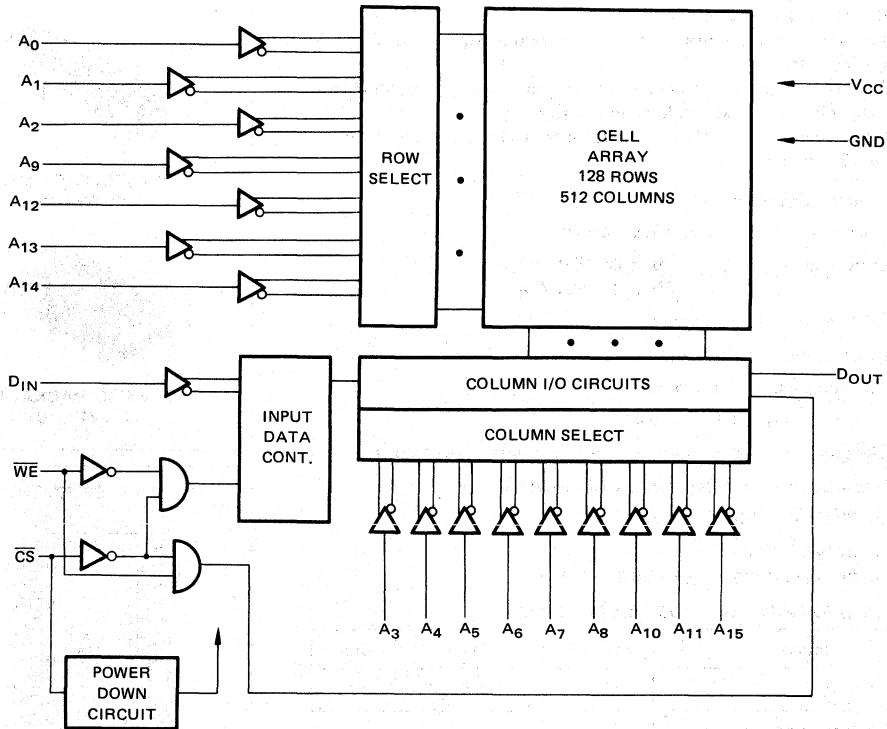 A0
A1
A2
A9
A12
A13
A14
ROW
SELECT
CELL
ARRAY
128 ROWS
512 COLUMNS
VCC
GND
DIN
INPUT
DATA
CONT.
COLUMN I/O CIRCUITS
COLUMN SELECT
DOUT
W̅E̅
C̅S̅
A3 A4 A5 A6 A7 A8 A10 A11 A15
POWER
DOWN
CIRCUIT